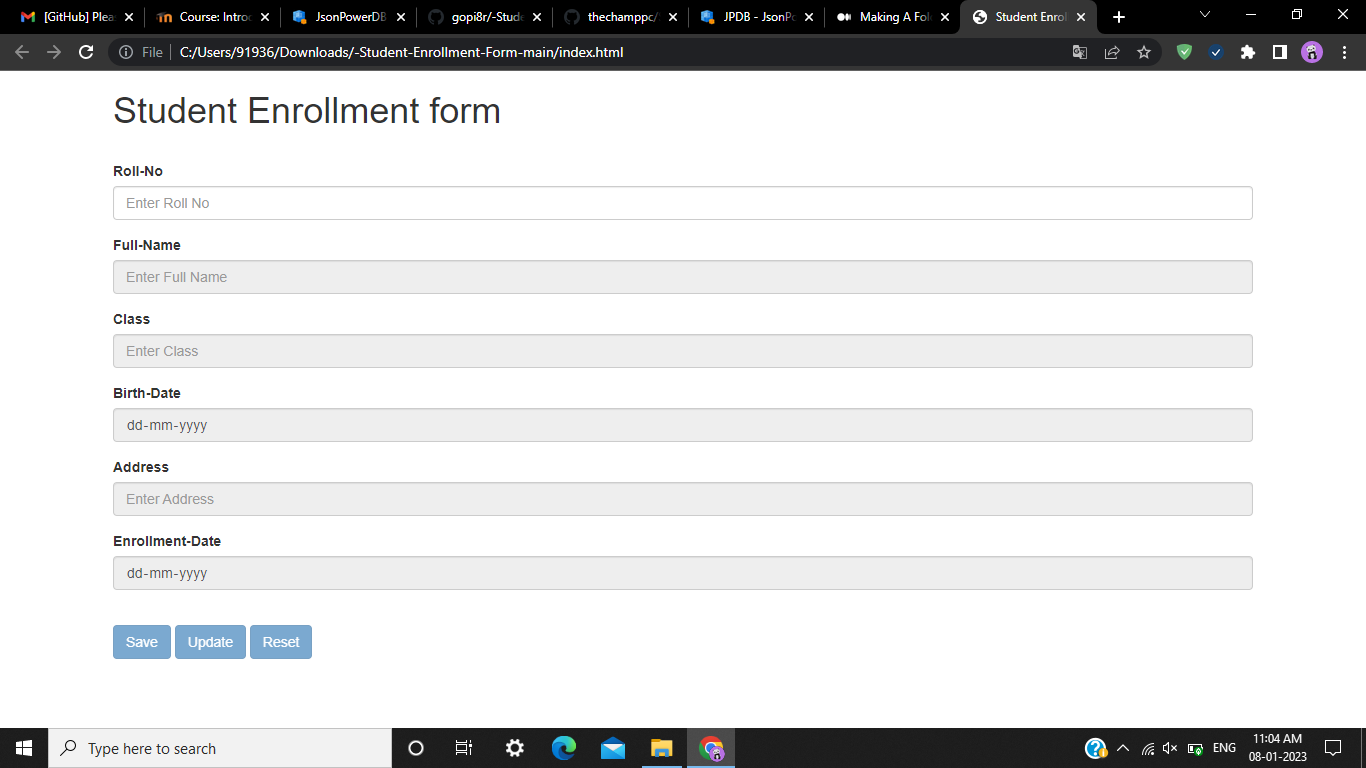 [GitHub] Plea
Course: Intro
JsonPowerDB
gopi8r/-Stude
thechamppc/
JPDB - JsonPo
Making A Fol
Student Enrol
File
C:/Users/91936/Downloads/-Student-Enrollment-Form-main/index.html
Student Enrollment form
Roll-No
Enter Roll No
Full-Name
Enter Full Name
Class
Enter Class
Birth-Date
dd-mm-yyyy
Address
Enter Address
Enrollment-Date
dd-mm-yyyy
Save Update Reset
Type here to search
ENG
11:04 AM
08-01-2023